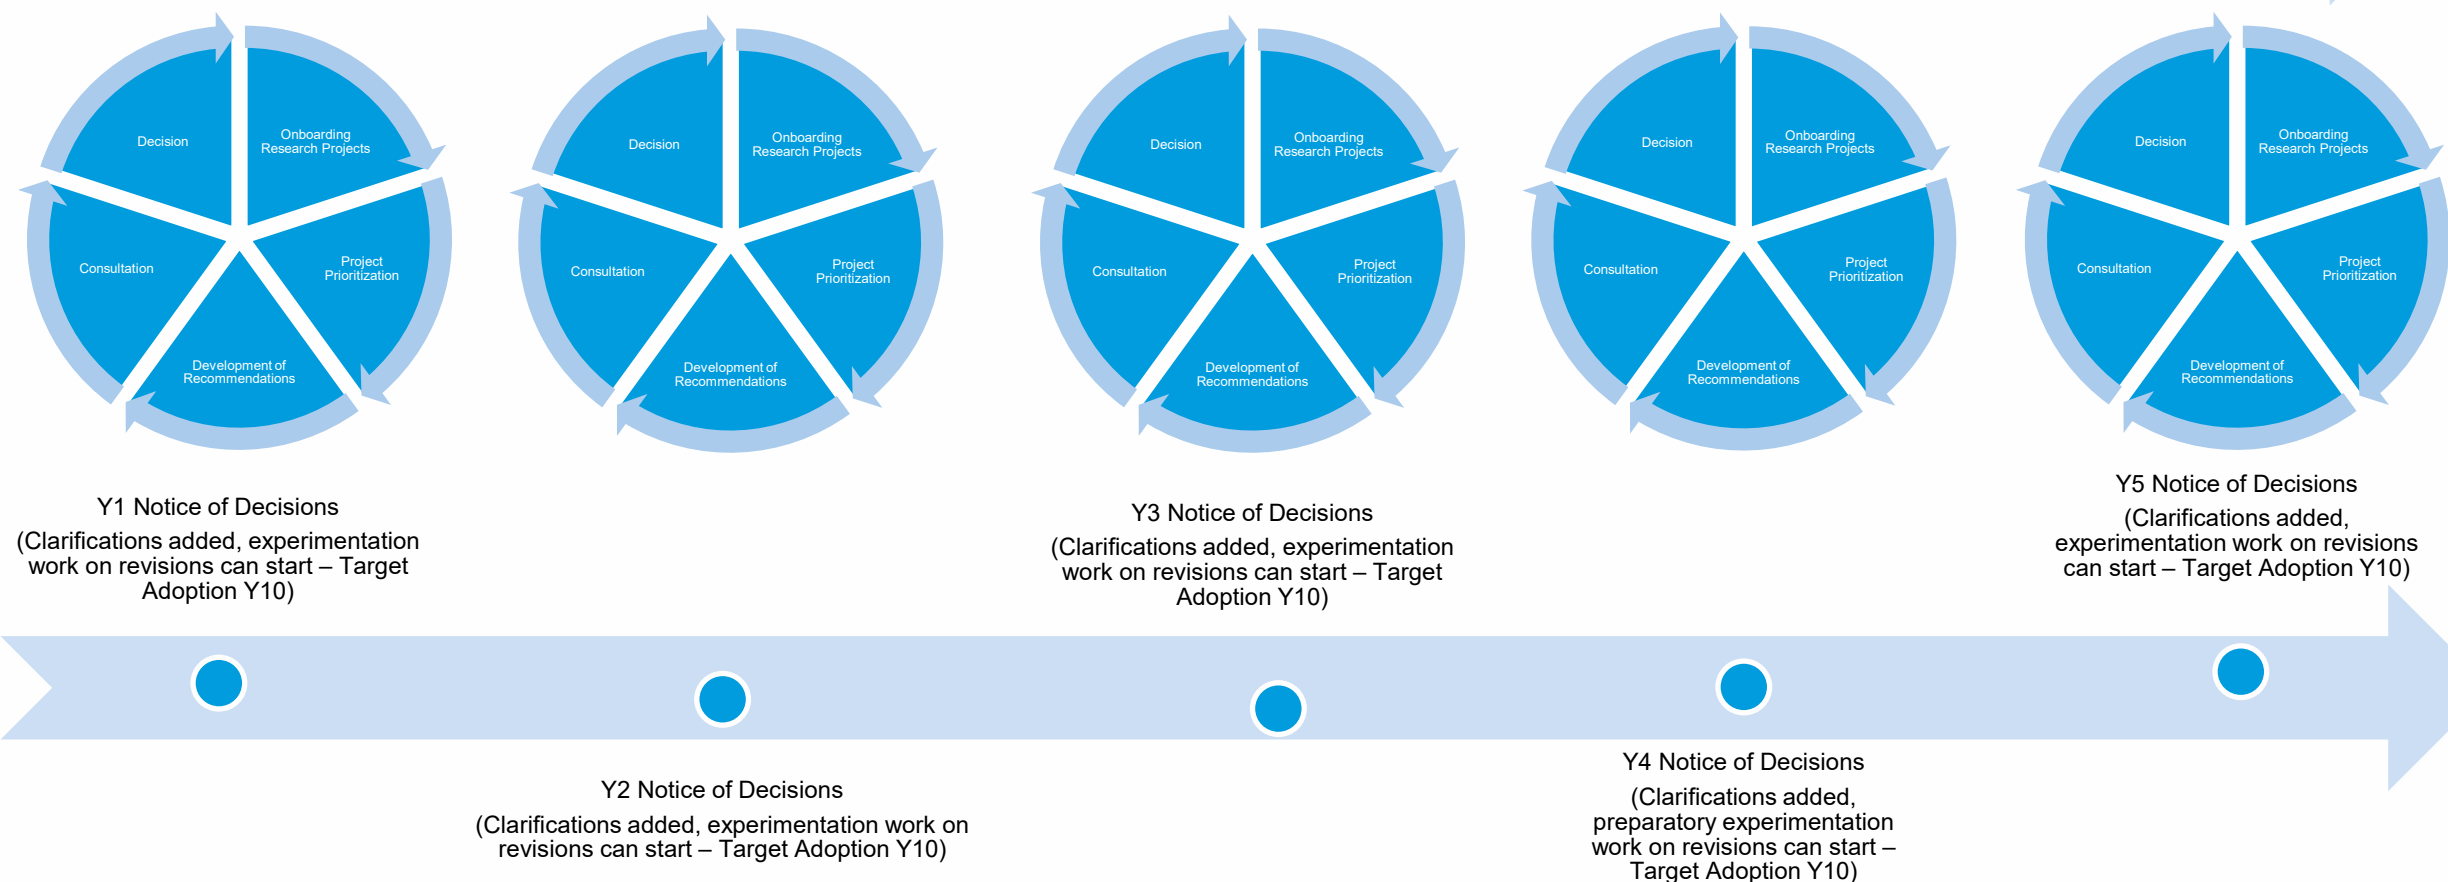 Decision
Onboarding
Research Projects
Project
Prioritization
Development of
Recommendations
Consultation
Decision
Onboarding
Research Projects
Project
Prioritization
Development of
Recommendations
Consultation
Decision
Onboarding
Research Projects
Project
Prioritization
Development of
Recommendations
Consultation
Decision
Onboarding
Research Projects
Project
Prioritization
Development of
Recommendations
Consultation
Decision
Onboarding
Research Projects
Project
Prioritization
Development of
Recommendations
Consultation
Y1 Notice of Decisions
(Clarifications added, experimentation
work on revisions can start – Target
Adoption Y10)
Y2 Notice of Decisions
(Clarifications added, experimentation work on
revisions can start – Target Adoption Y10)
Y3 Notice of Decisions
(Clarifications added, experimentation
work on revisions can start – Target
Adoption Y10)
Y4 Notice of Decisions
(Clarifications added,
preparatory experimentation
work on revisions can start –
Target Adoption Y10)
Y5 Notice of Decisions
(Clarifications added,
experimentation work on revisions
can start – Target Adoption Y10)